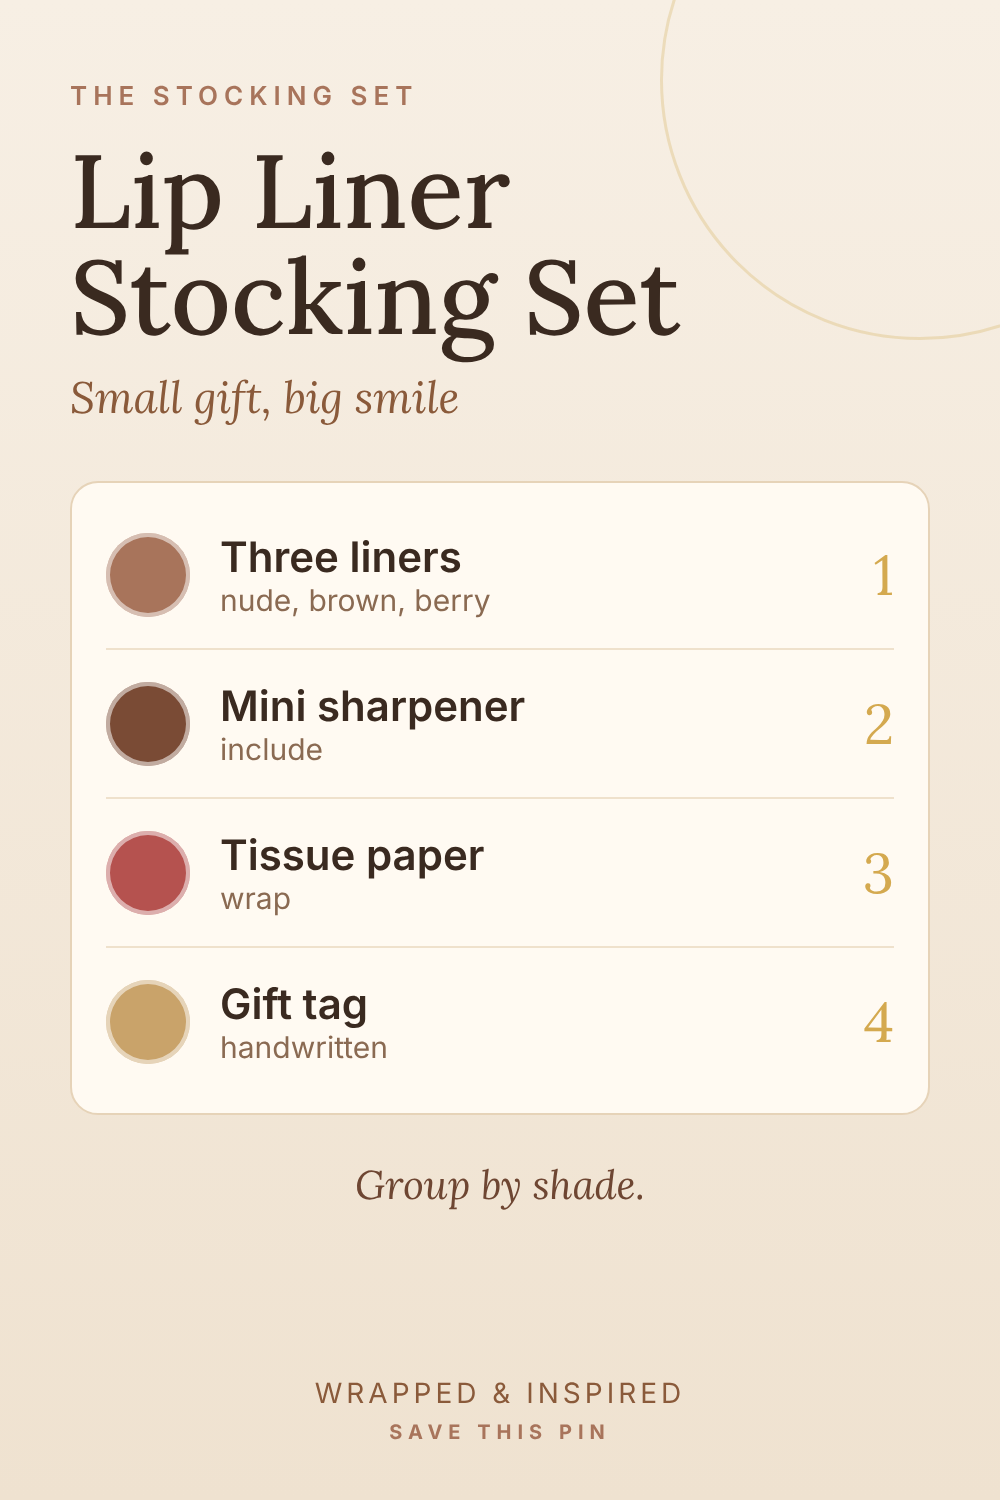 THE STOCKING SET
Lip Liner
Stocking Set
Small gift, big smile
Three liners
nude, brown, berry
1
Mini sharpener
include
2
Tissue paper
wrap
3
Gift tag
handwritten
4
Group by shade.
WRAPPED & INSPIRED
SAVE THIS PIN